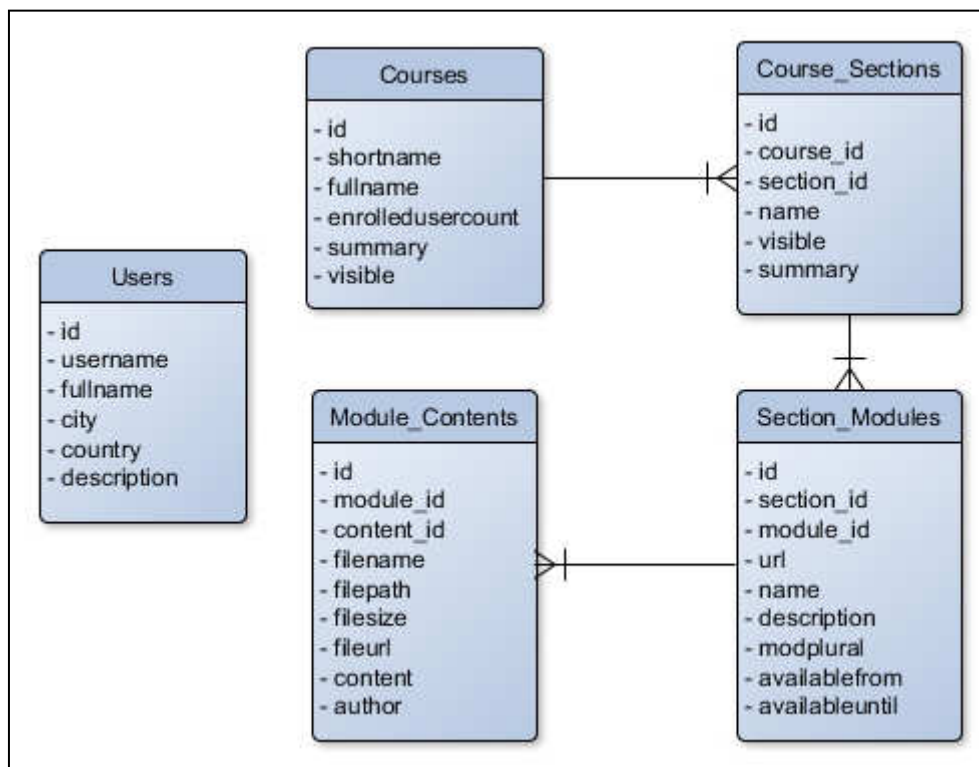 Courses
- id
- shortname
- fullname
- enrolledusercount
- summary
- visible
Course_Sections
- id
- course_id
- section_id
- name
- visible
- summary
Users
- id
- username
- fullname
- city
- country
- description
Module_Contents
- id
- module_id
- content_id
- filename
- filepath
- filesize
- fileurl
- content
- author
Section_Modules
- id
- section_id
- module_id
- url
- name
- description
- modplural
- availablefrom
- availableuntil